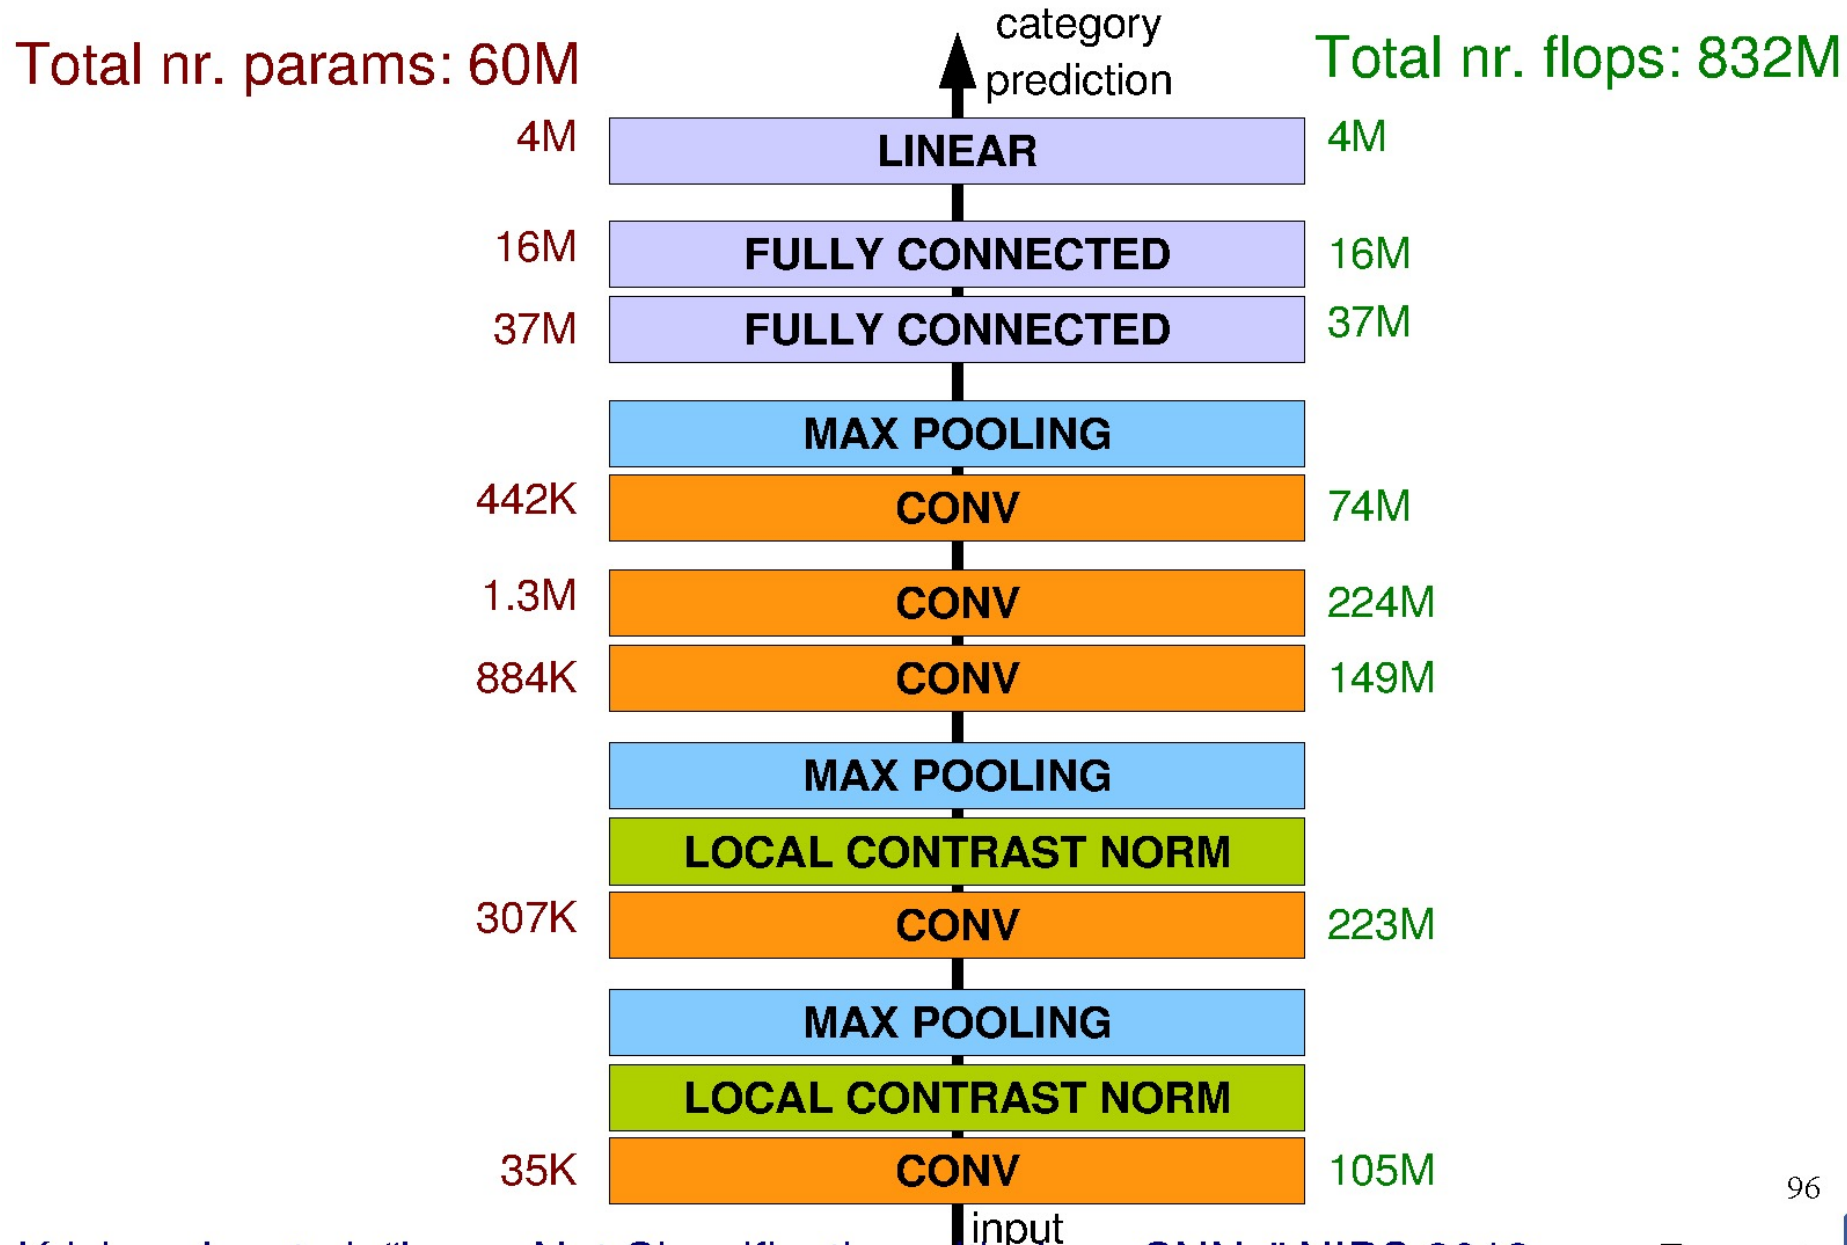 category
prediction
Total nr. params: 60M
Total nr. flops: 832M
4M LINEAR 4M
16M FULLY CONNECTED 16M
37M FULLY CONNECTED 37M
MAX POOLING
442K CONV 74M
1.3M CONV 224M
884K CONV 149M
MAX POOLING
LOCAL CONTRAST NORM
307K CONV 223M
MAX POOLING
LOCAL CONTRAST NORM
35K CONV 105M
96
input
NIPS 2012